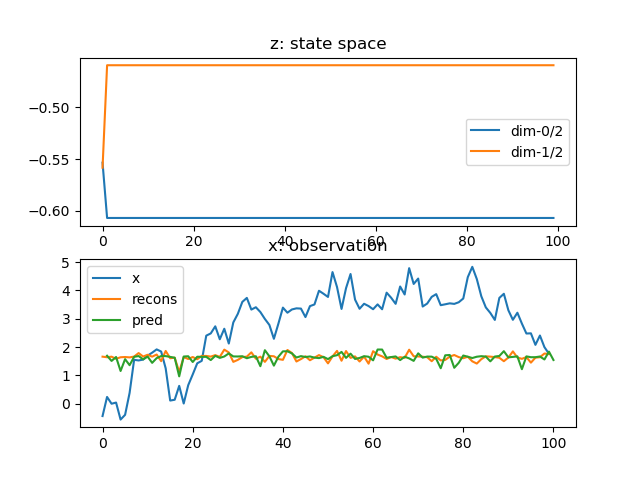 z: state space
−0.50
−0.55
−0.60
dim-0/2
dim-1/2
0 20 40 60 80 100
x: observation
5
4
3
2
1
0
x
recons
pred
0 20 40 60 80 100